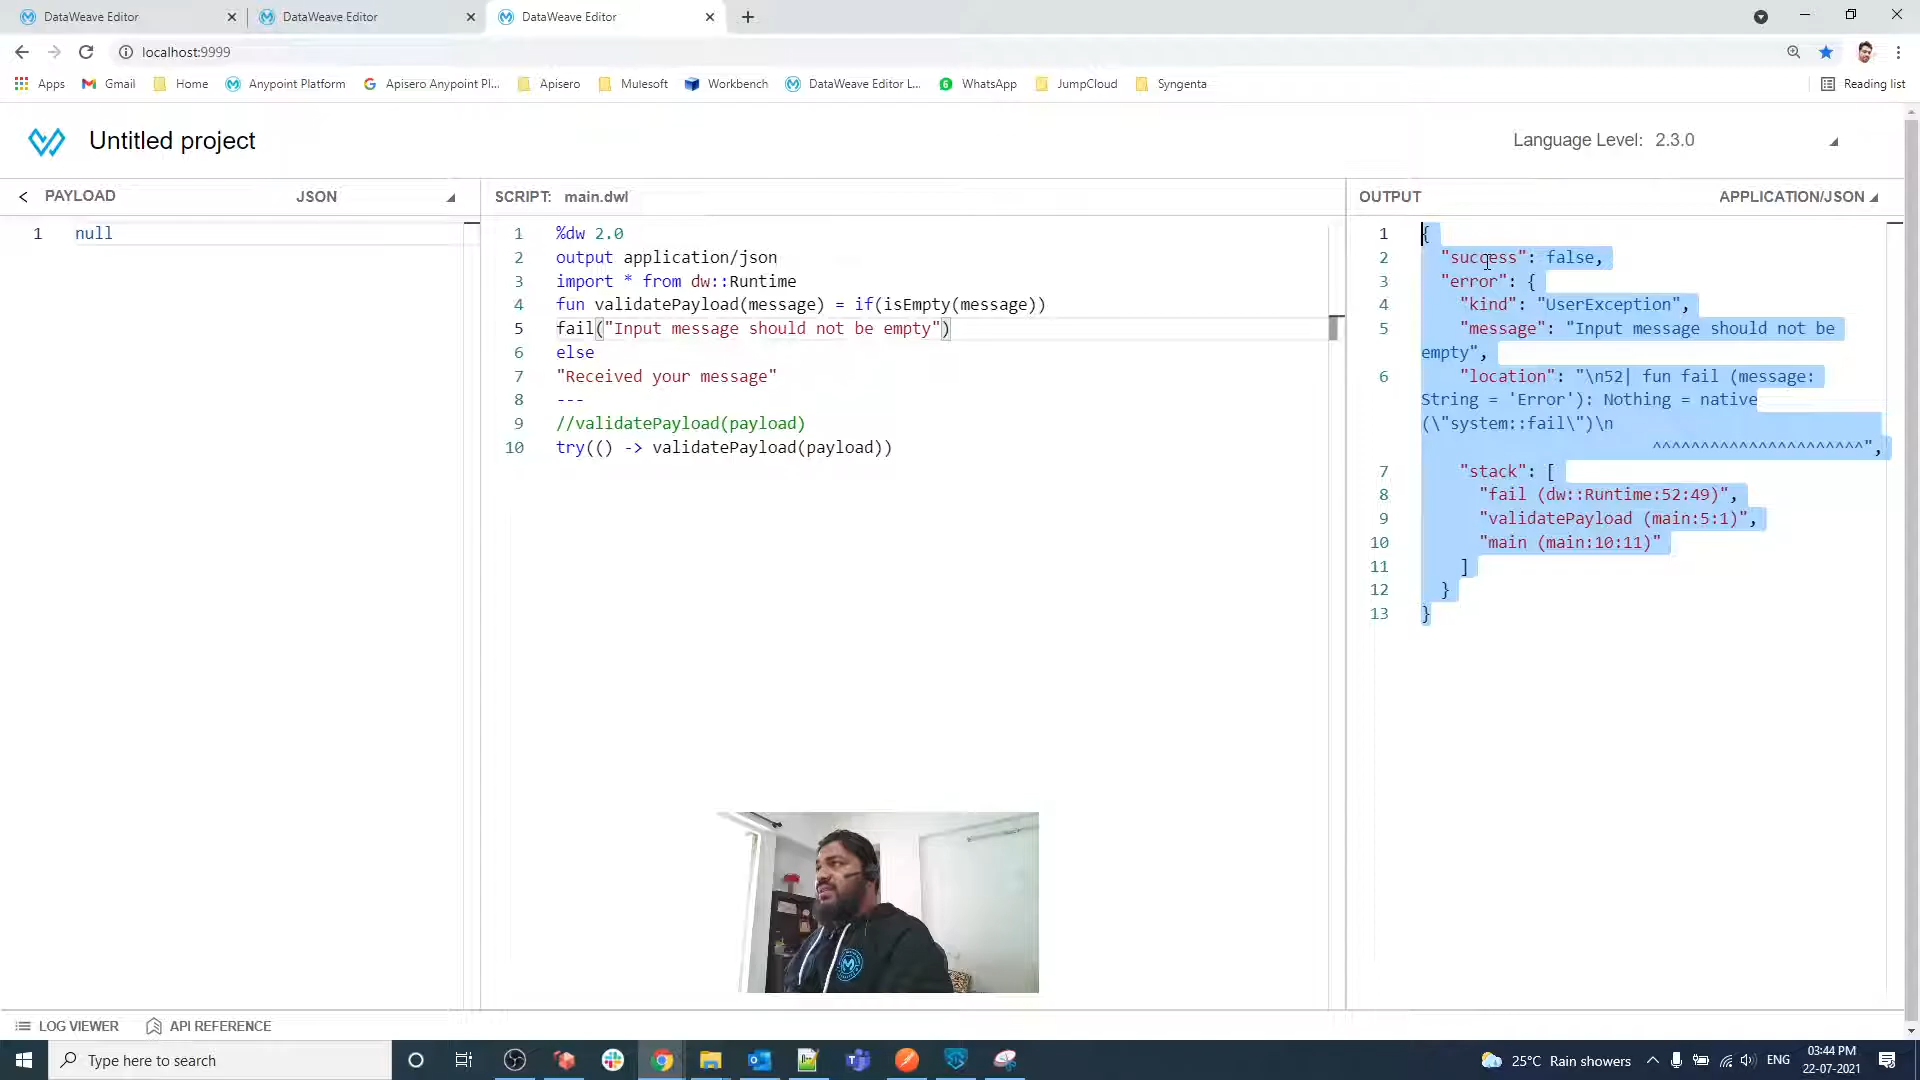 DataWeave Editor
DataWeave Editor
DataWeave Editor
localhost:9999
Apps
Gmail
Home
Anypoint Platform
Apisero Anypoint Pl...
Apisero
Mulesoft
Workbench
DataWeave Editor L...
WhatsApp
JumpCloud
Syngenta
Reading list
Untitled project
Language Level: 2.3.0
PAYLOAD
JSON
SCRIPT: main.dwl
OUTPUT
APPLICATION/JSON
1 null
1 %dw 2.0
2 output application/json
3 import * from dw::Runtime
4 fun validatePayload(message) = if(isEmpty(message))
5 fail("Input message should not be empty")
6 else
7 "Received your message"
8 ---
9 //validatePayload(payload)
10 try(() -> validatePayload(payload))
1 {
2 "success": false,
3 "error": {
4 "kind": "UserException",
5 "message": "Input message should not be
empty",
6 "location": "\n52| fun fail (message:
String = 'Error'): Nothing = native
(\"system::fail\")\n
^^^^^^^^^^^^^^^^^^^^^^",
7 "stack": [
8 "fail (dw::Runtime:52:49)",
9 "validatePayload (main:5:1)",
10 "main (main:10:11)"
11 ]
12 }
13 }
LOG VIEWER
API REFERENCE
Type here to search
25°C Rain showers
ENG
03:44 PM
22-07-2021